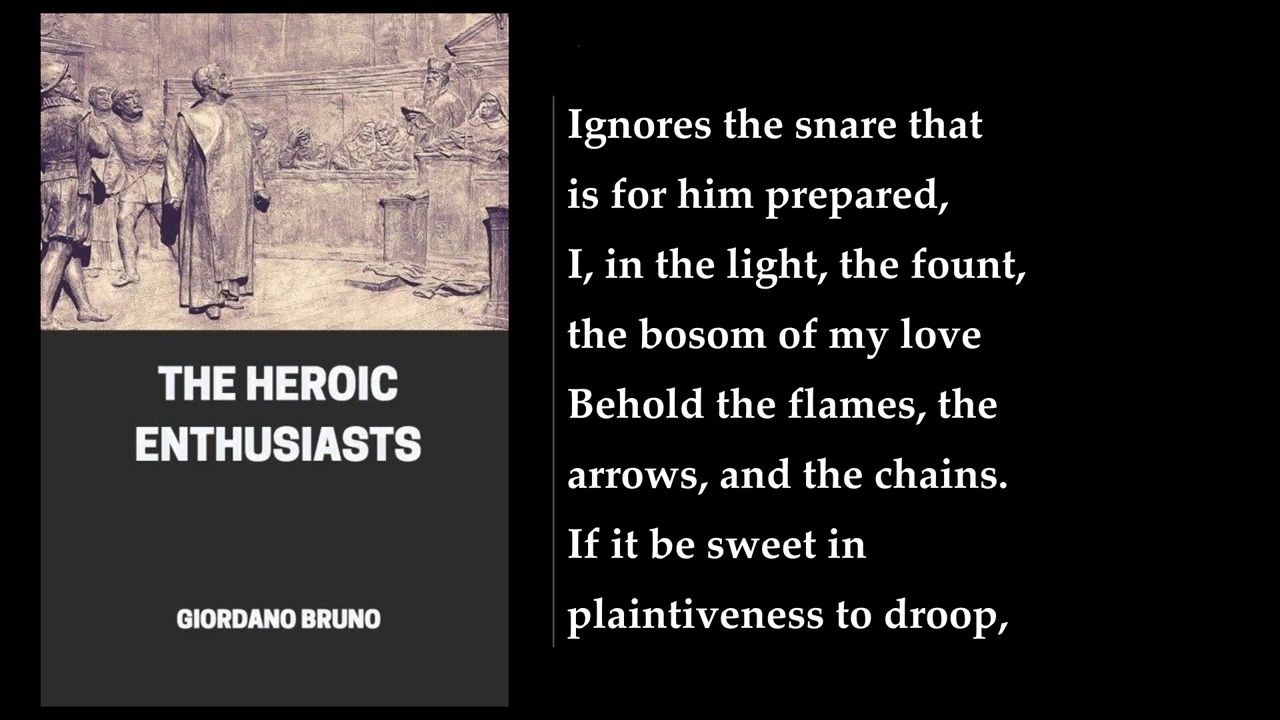 THE HEROIC
ENTHUSIASTS
GIORDANO BRUNO
Ignores the snare that
is for him prepared,
I, in the light, the fount,
the bosom of my love
Behold the flames, the
arrows, and the chains.
If it be sweet in
plaintiveness to droop,